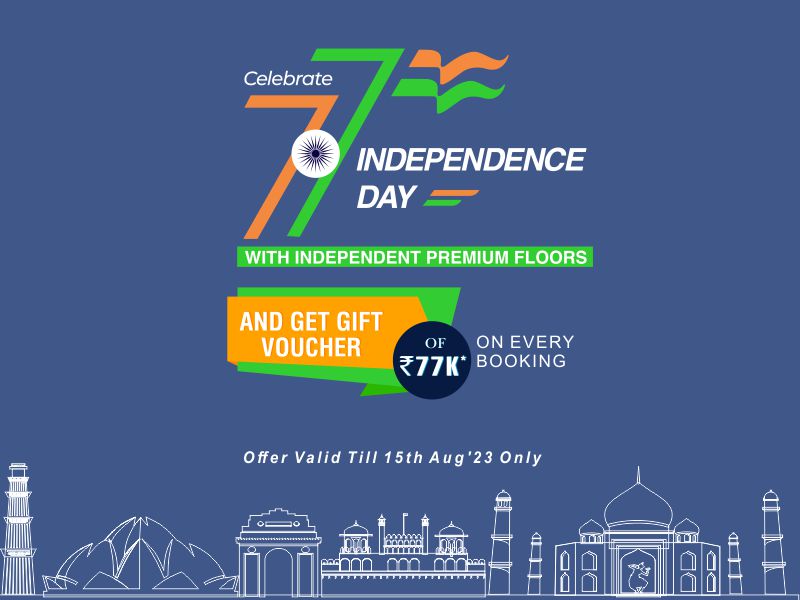 Celebrate
77
INDEPENDENCE
DAY
WITH INDEPENDENT PREMIUM FLOORS
AND GET GIFT
VOUCHER
OF
₹77K*
ON EVERY
BOOKING
Offer Valid Till 15th Aug'23 Only